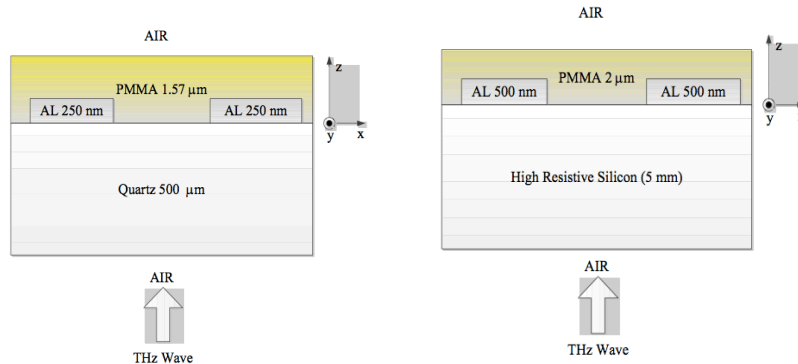 AIR
z
PMMA 1.57 μm
AL 250 nm
AL 250 nm
y
x
Quartz 500 μm
AIR
THz Wave
AIR
z
PMMA 2 μm
AL 500 nm
AL 500 nm
y
High Resistive Silicon (5 mm)
AIR
THz Wave